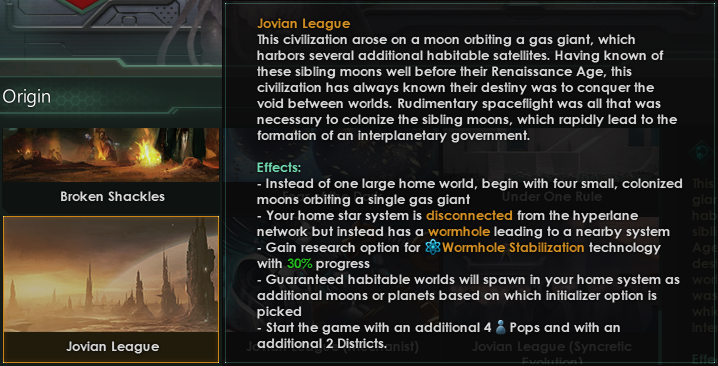 Origin
Broken Shackles
Jovian League
Jovian League
This civilization arose on a moon orbiting a gas giant, which
harbors several additional habitable satellites. Having known of
these sibling moons well before their Renaissance Age, this
civilization has always known their destiny was to conquer the
void between worlds. Rudimentary spaceflight was all that was
necessary to colonize the sibling moons, which rapidly lead to the
formation of an interplanetary government.
Effects:
- Instead of one large home world, begin with four small, colonized
moons orbiting a single gas giant
- Your home star system is disconnected from the hyperlane
network but instead has a wormhole leading to a nearby system
- Gain research option for Wormhole Stabilization technology
with 30% progress
- Guaranteed habitable worlds will spawn in your home system as
additional moons or planets based on which initializer option is
picked
- Start the game with an additional 4 Pops and with an
additional 2 Districts.
Under One Rule
Jovian League (Syncretic
Evolution)